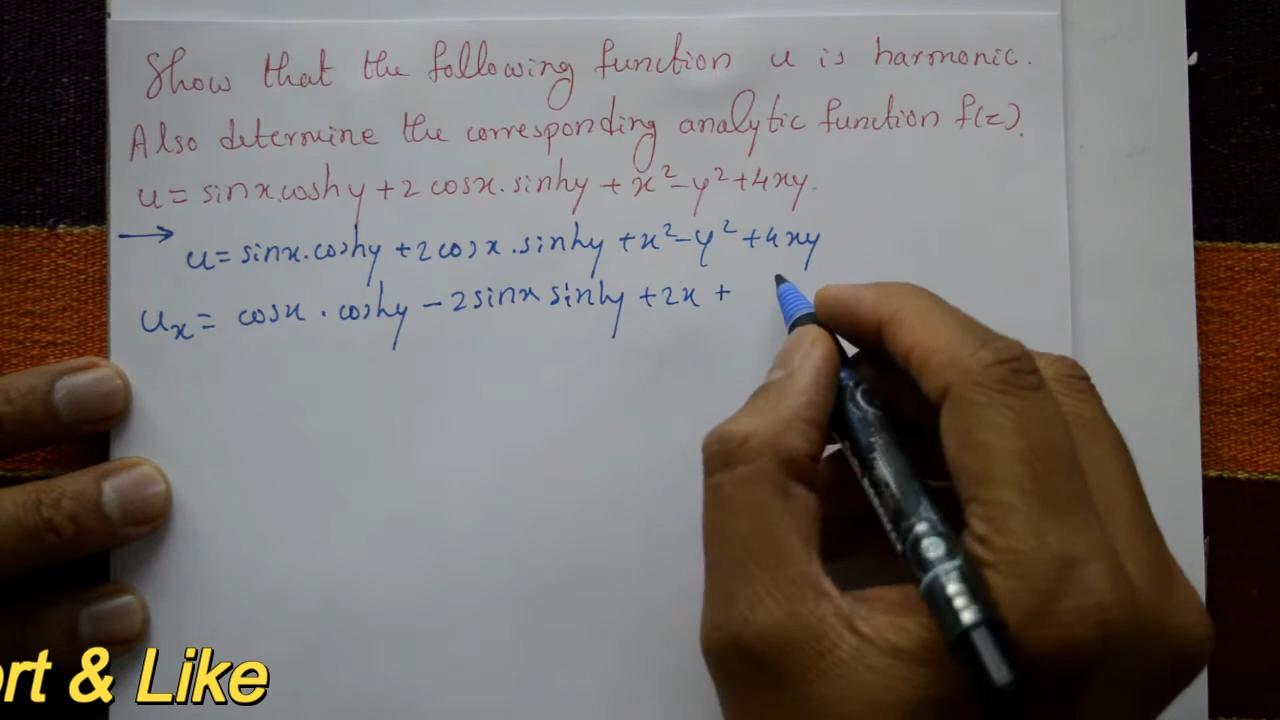 Show that the following function u is harmonic.
Also determine the corresponding analytic function f(z).
u = sinx.coshy + 2 cosx.sinhy + x² - y² + 4xy.
→ u = sinx.coshy + 2cosx.sinhy + x² - y² + 4xy
uₓ = cosx . coshy - 2sinx sinhy + 2x +
ort & Like